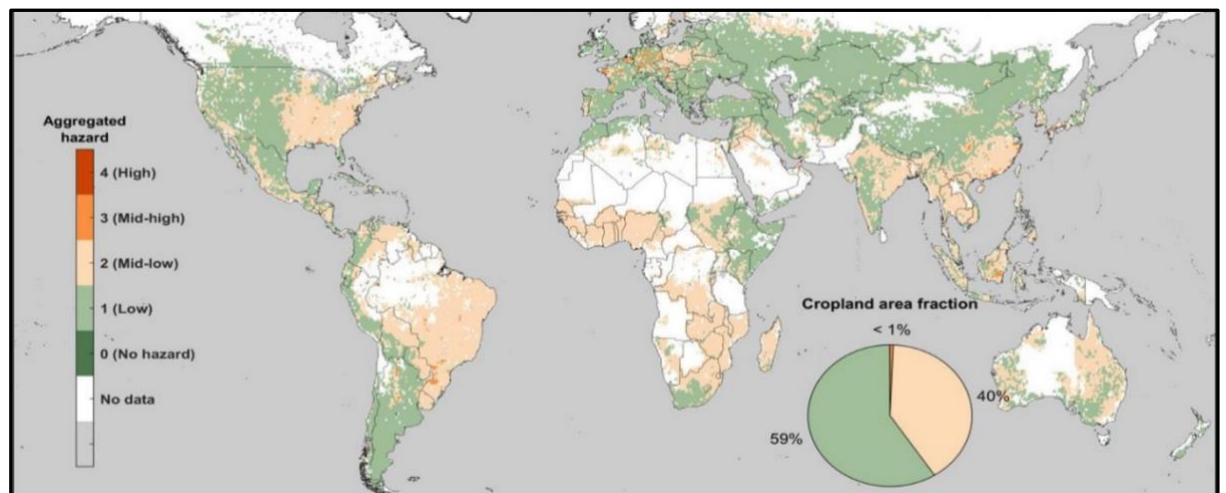 Aggregated
hazard
4 (High)
3 (Mid-high)
2 (Mid-low)
1 (Low)
0 (No hazard)
No data
Cropland area fraction
< 1%
40%
59%